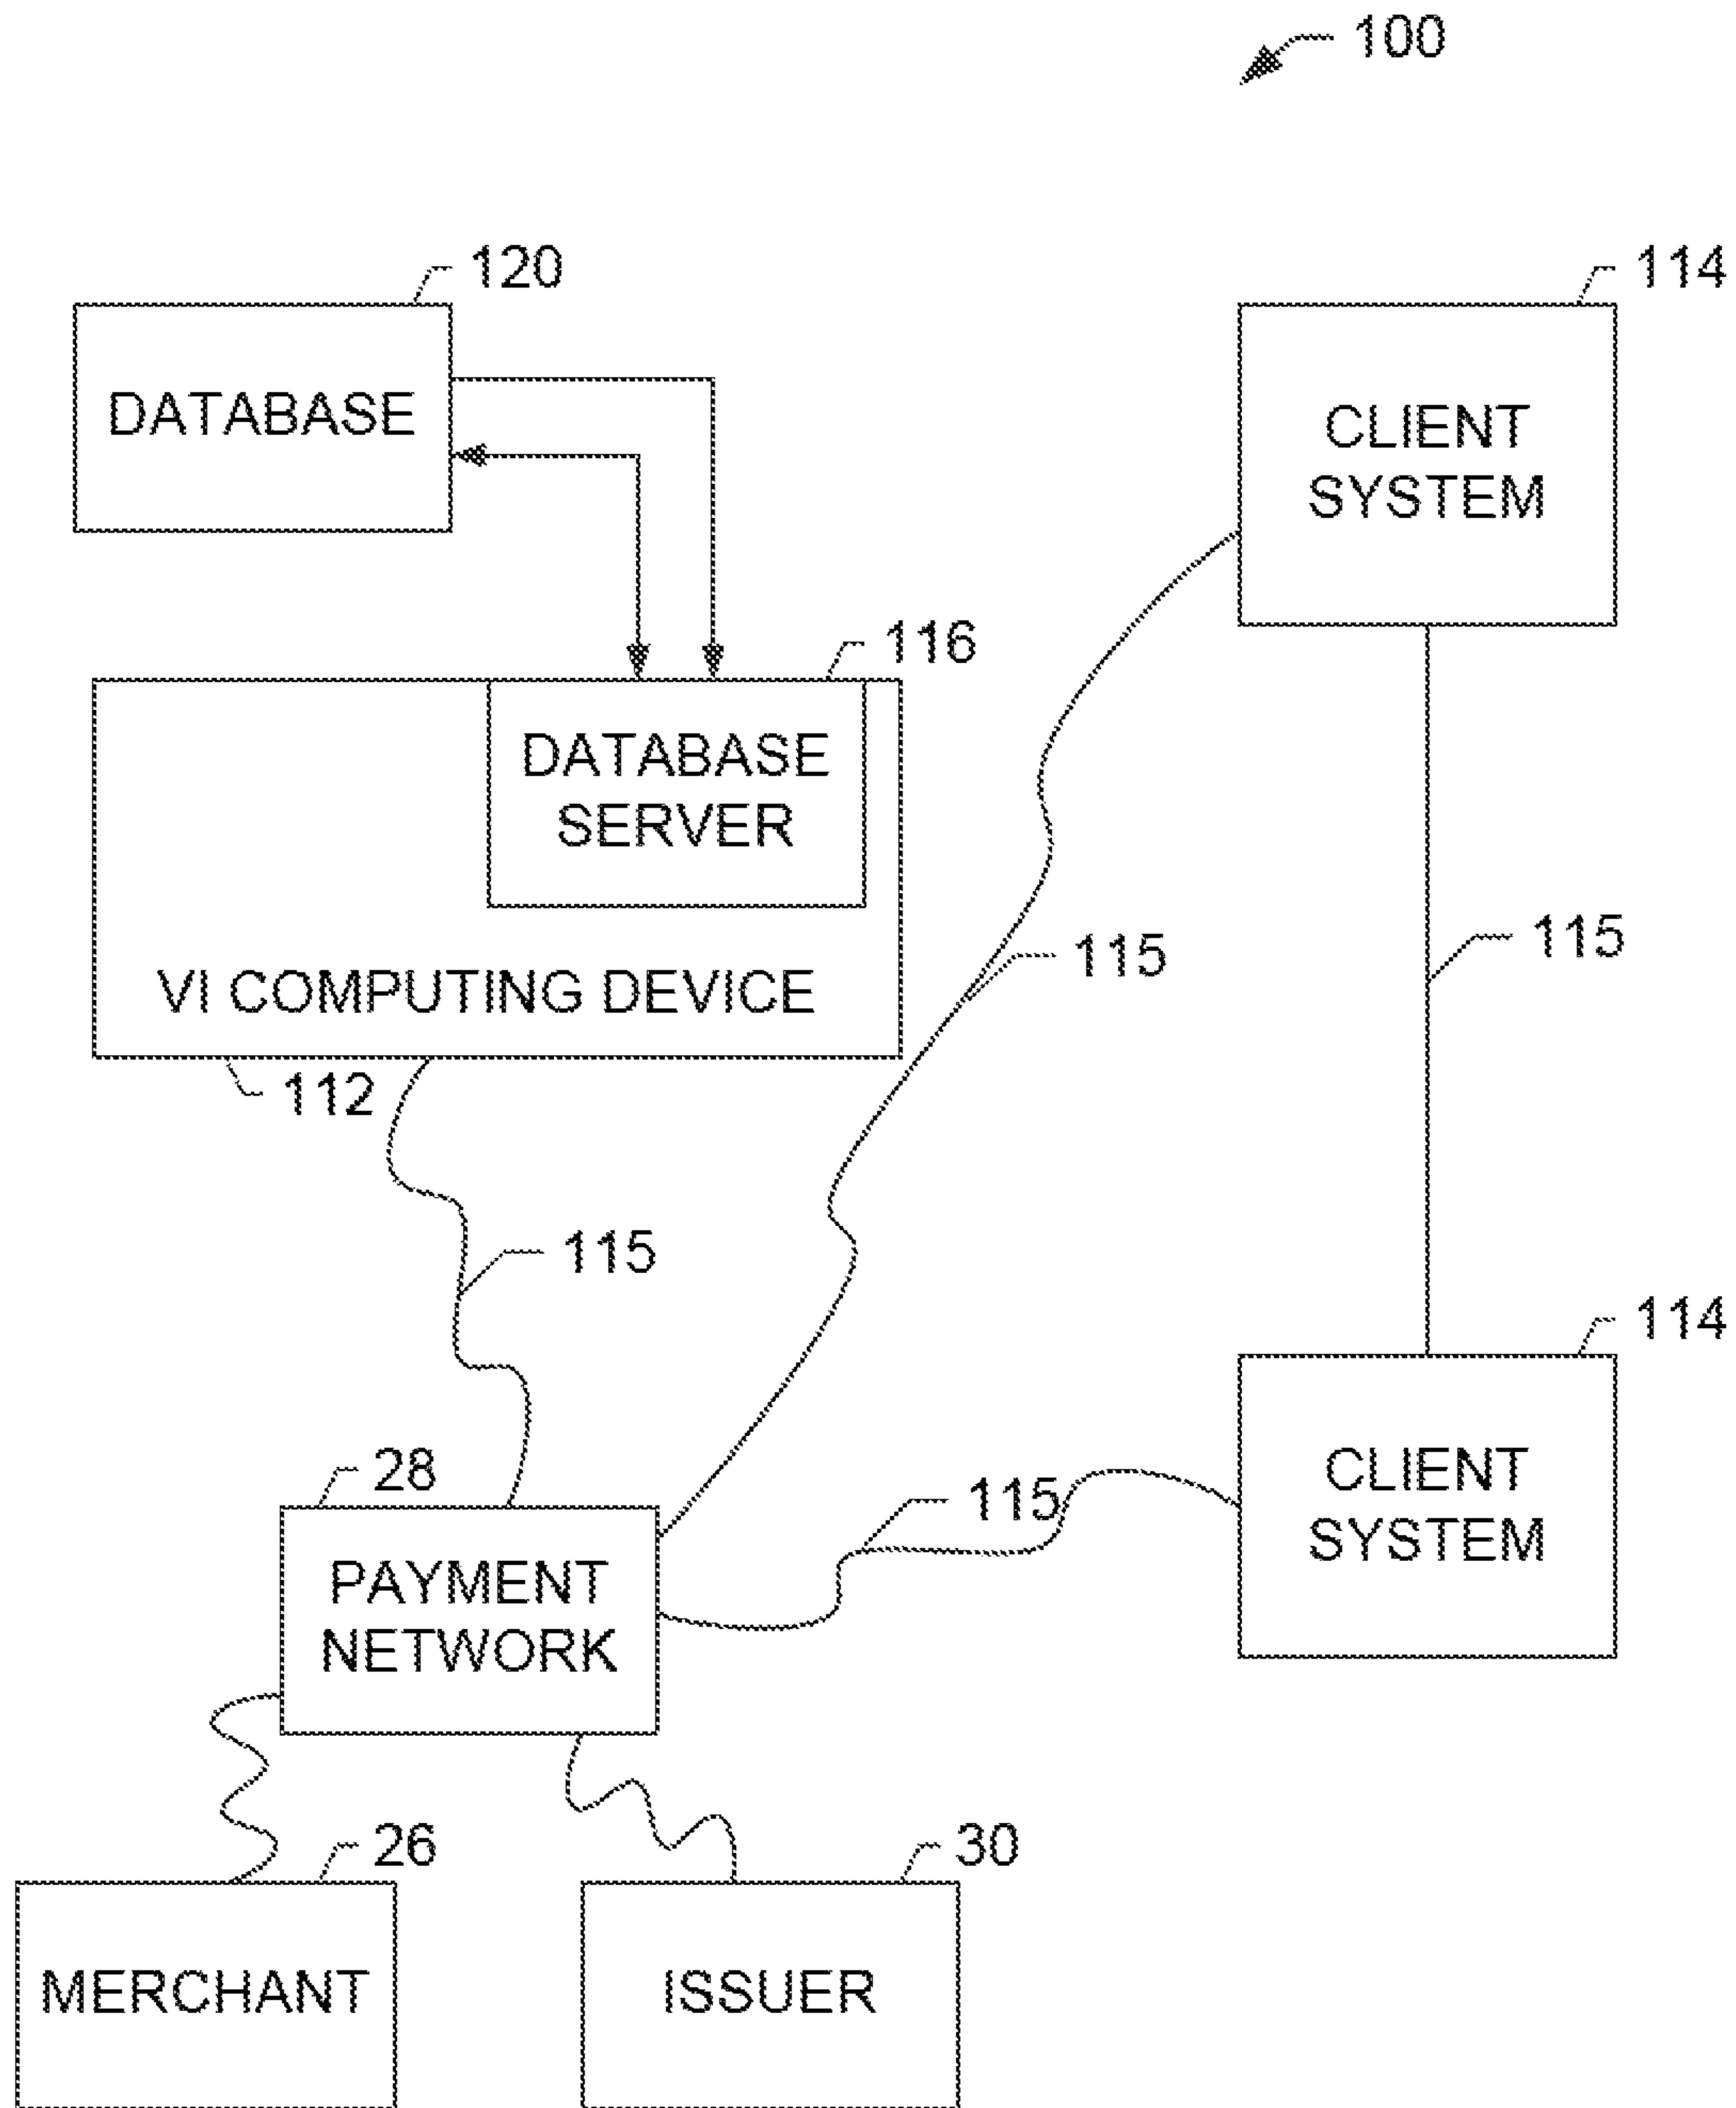 100
120
114
DATABASE
CLIENT
SYSTEM
116
DATABASE
SERVER
115
115
VI COMPUTING DEVICE
112
115
114
28
115
CLIENT
SYSTEM
PAYMENT
NETWORK
26
30
MERCHANT
ISSUER